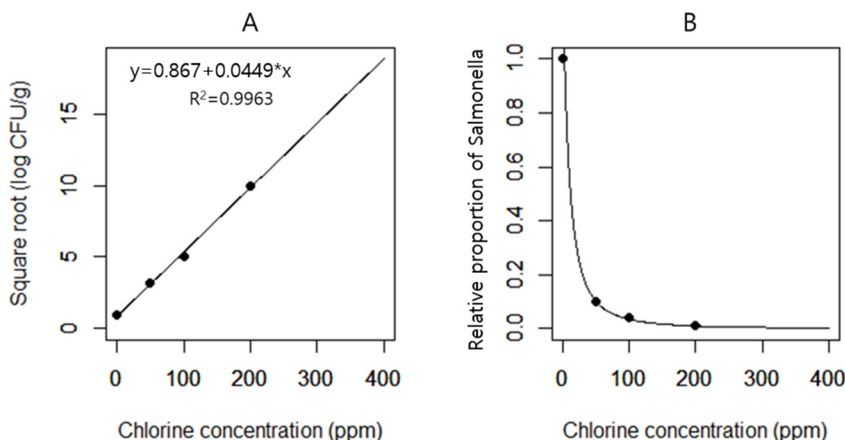 A
y=0.867+0.0449*x
R²=0.9963
Square root (log CFU/g)
15
10
5
0
0 100 200 300 400
Chlorine concentration (ppm)
B
Relative proportion of Salmonella
1.0
0.8
0.6
0.4
0.2
0.0
0 100 200 300 400
Chlorine concentration (ppm)